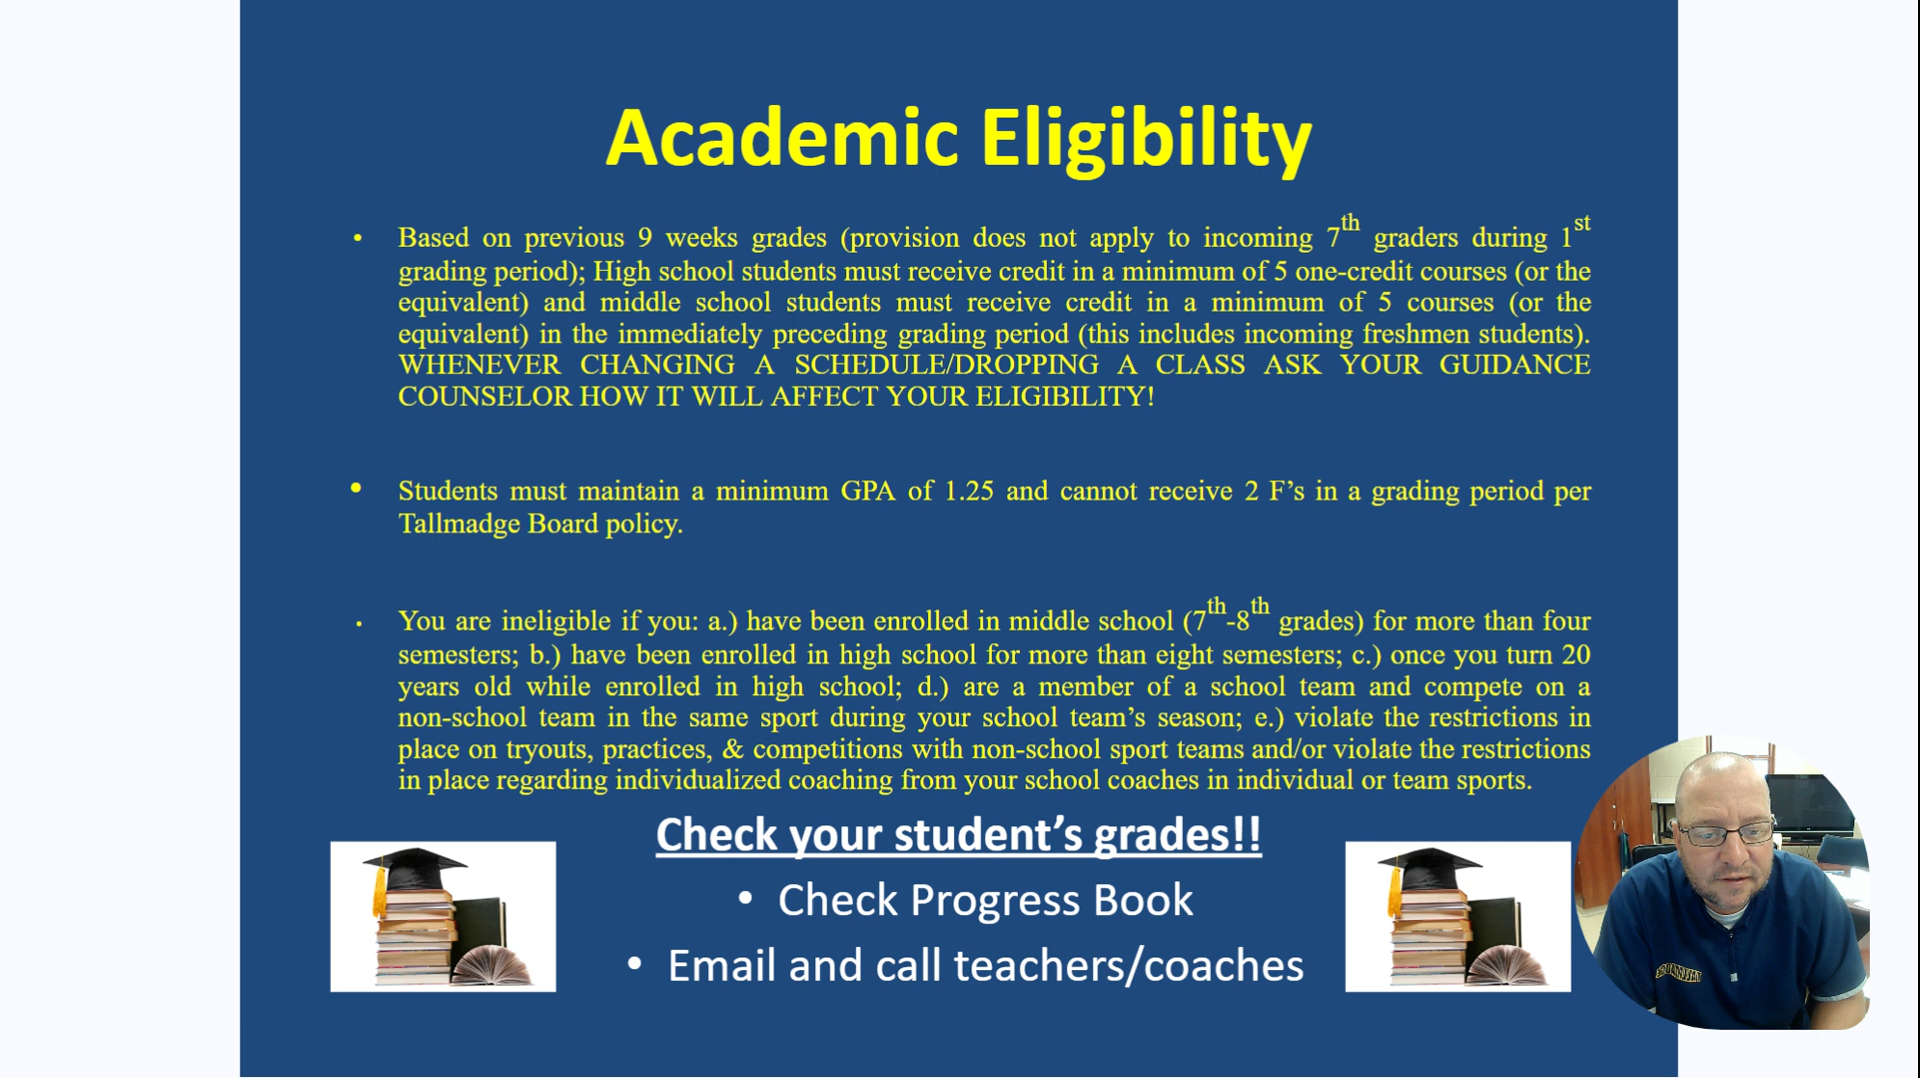 Academic Eligibility
• Based on previous 9 weeks grades (provision does not apply to incoming 7th graders during 1st
grading period); High school students must receive credit in a minimum of 5 one-credit courses (or the
equivalent) and middle school students must receive credit in a minimum of 5 courses (or the
equivalent) in the immediately preceding grading period (this includes incoming freshmen students).
WHENEVER CHANGING A SCHEDULE/DROPPING A CLASS ASK YOUR GUIDANCE
COUNSELOR HOW IT WILL AFFECT YOUR ELIGIBILITY!
• Students must maintain a minimum GPA of 1.25 and cannot receive 2 F’s in a grading period per
Tallmadge Board policy.
• You are ineligible if you: a.) have been enrolled in middle school (7th-8th grades) for more than four
semesters; b.) have been enrolled in high school for more than eight semesters; c.) once you turn 20
years old while enrolled in high school; d.) are a member of a school team and compete on a
non-school team in the same sport during your school team’s season; e.) violate the restrictions in
place on tryouts, practices, & competitions with non-school sport teams and/or violate the restrictions
in place regarding individualized coaching from your school coaches in individual or team sports.
Check your student’s grades!!
• Check Progress Book
• Email and call teachers/coaches